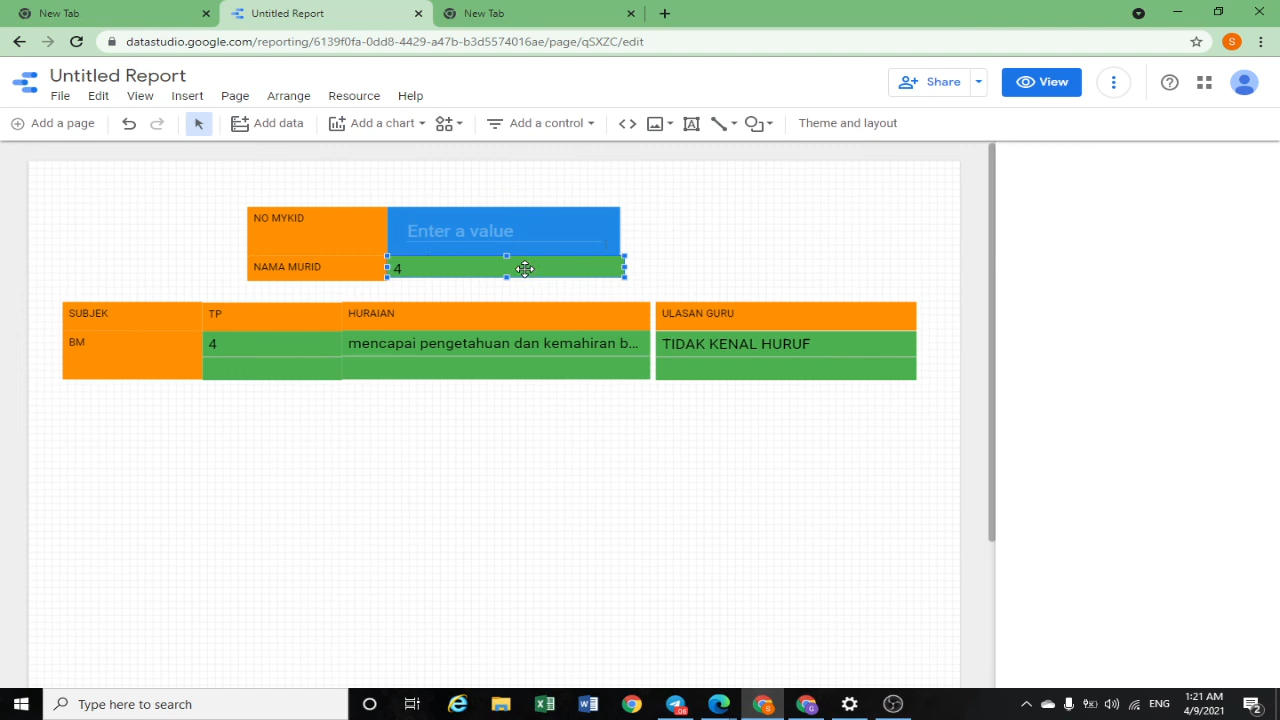 New Tab
Untitled Report
New Tab
datastudio.google.com/reporting/6139f0fa-0dd8-4429-a47b-b3d5574016ae/page/qSXZC/edit
S
Untitled Report
File Edit View Insert Page Arrange Resource Help
Share
View
Add a page
Add data
Add a chart
Add a control
Theme and layout
NO MYKID
Enter a value
NAMA MURID
4
SUBJEK TP HURAIAN ULASAN GURU
BM 4 mencapai pengetahuan dan kemahiran b... TIDAK KENAL HURUF
Type here to search
ENG
1:21 AM
4/9/2021
2